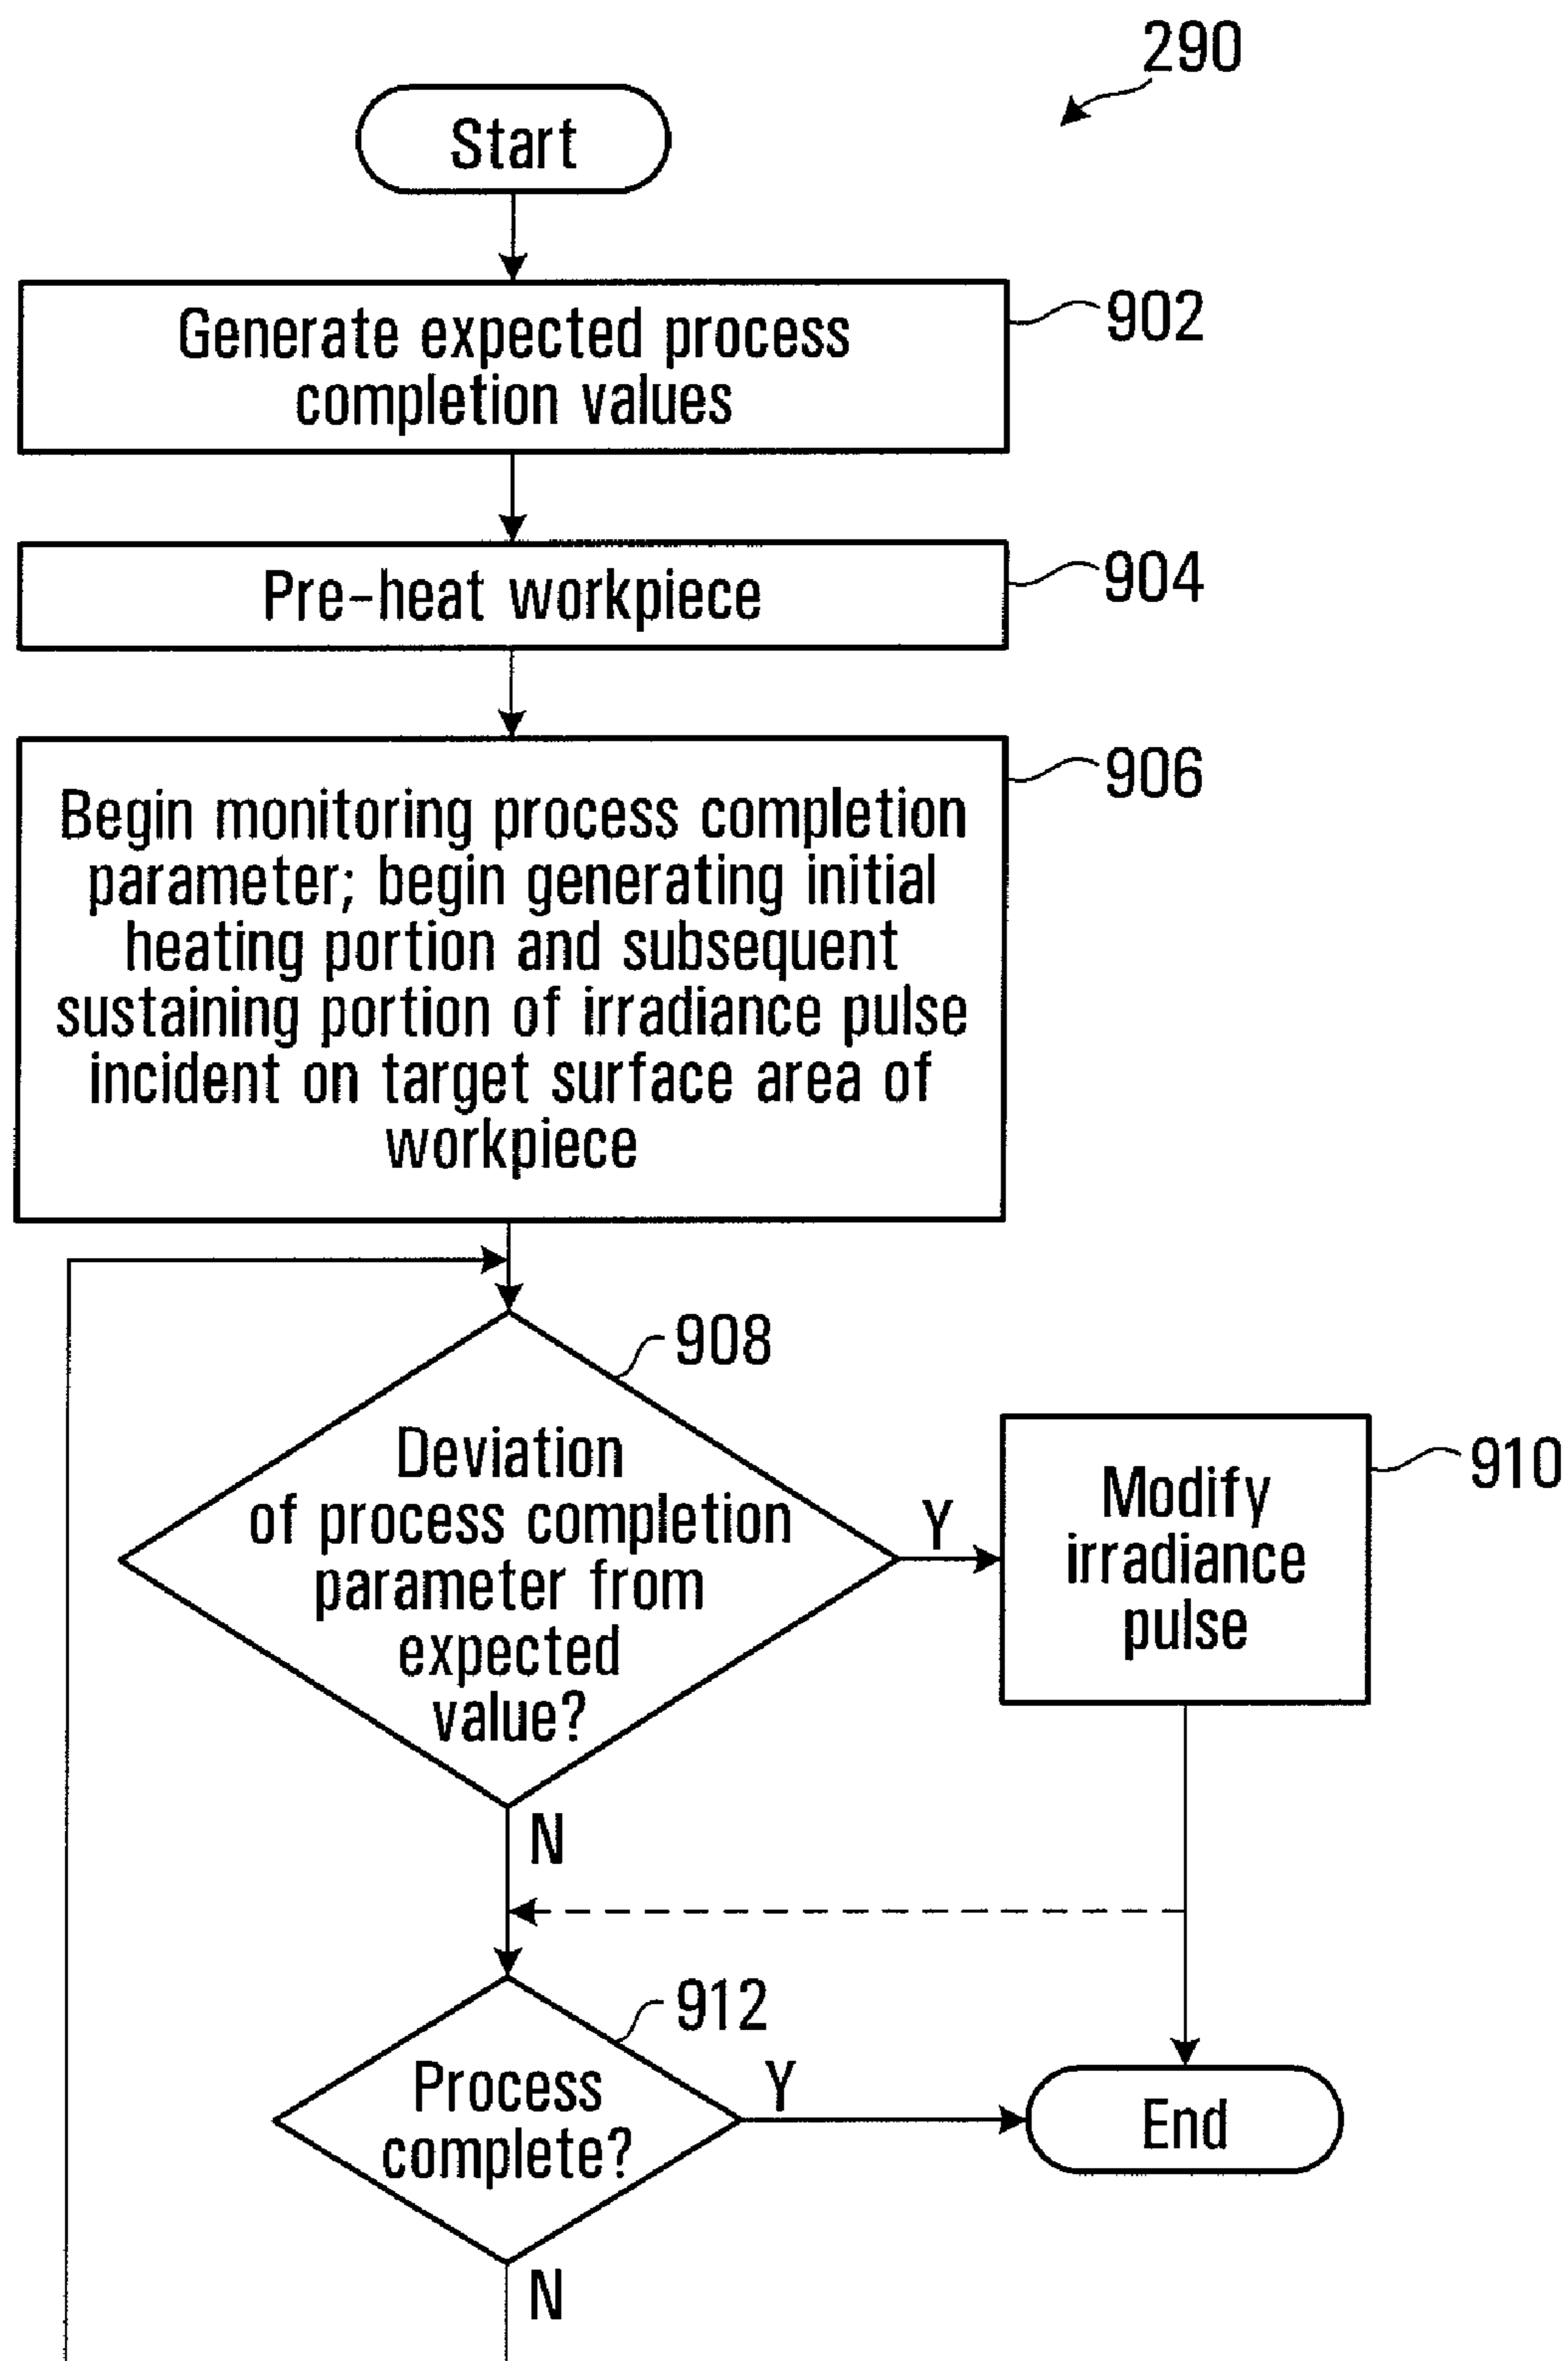 290
Start
Generate expected process
completion values
902
Pre-heat workpiece
904
Begin monitoring process completion
parameter; begin generating initial
heating portion and subsequent
sustaining portion of irradiance pulse
incident on target surface area of
workpiece
906
908
Deviation
of process completion
parameter from
expected
value?
Y
Modify
irradiance
pulse
910
N
912
Process
complete?
Y
End
N